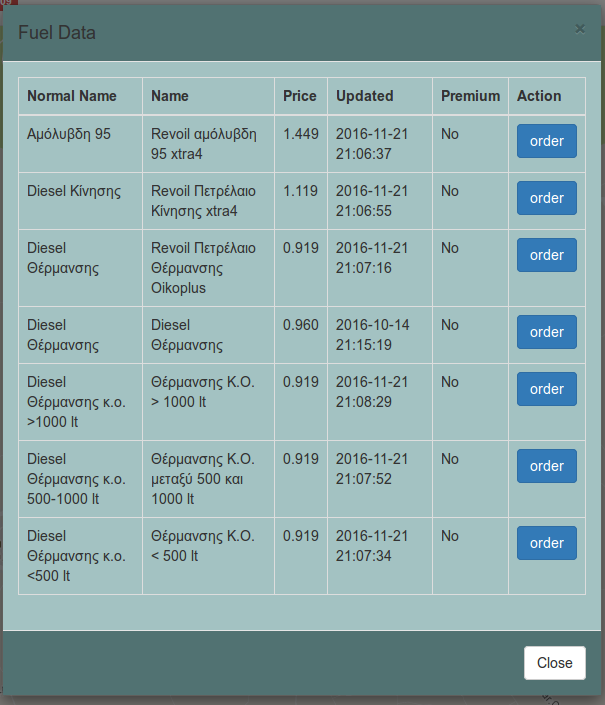 Fuel Data ×
Normal Name Name Price Updated Premium Action
Αμόλυβδη 95 Revoil αμόλυβδη 1.449 2016-11-21 No order
95 xtra4 21:06:37
Diesel Κίνησης Revoil Πετρέλαιο 1.119 2016-11-21 No order
Κίνησης xtra4 21:06:55
Diesel Revoil Πετρέλαιο 0.919 2016-11-21 No order
Θέρμανσης Θέρμανσης 21:07:16
Oikoplus
Diesel Diesel 0.960 2016-10-14 No order
Θέρμανσης Θέρμανσης 21:15:19
Diesel Θέρμανσης Κ.Ο. 0.919 2016-11-21 No order
Θέρμανσης κ.ο. > 1000 lt 21:08:29
>1000 lt
Diesel Θέρμανσης Κ.Ο. 0.919 2016-11-21 No order
Θέρμανσης κ.ο. μεταξύ 500 και 21:07:52
500-1000 lt 1000 lt
Diesel Θέρμανσης Κ.Ο. 0.919 2016-11-21 No order
Θέρμανσης κ.ο. < 500 lt 21:07:34
<500 lt
Close